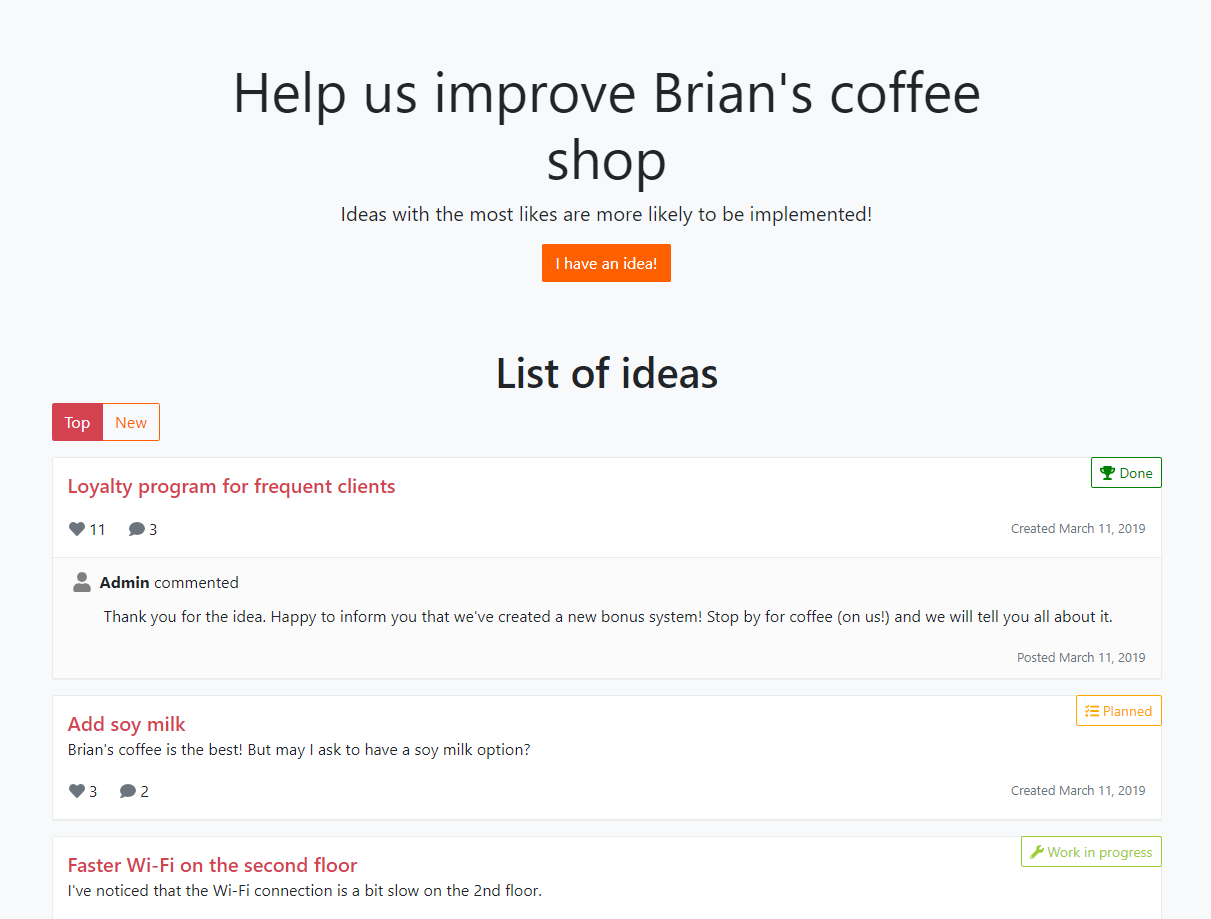 Help us improve Brian's coffee
shop
Ideas with the most likes are more likely to be implemented!
I have an idea!
List of ideas
Top New
Loyalty program for frequent clients
Done
11 3
Created March 11, 2019
Admin commented
Thank you for the idea. Happy to inform you that we've created a new bonus system! Stop by for coffee (on us!) and we will tell you all about it.
Posted March 11, 2019
Add soy milk
Planned
Brian's coffee is the best! But may I ask to have a soy milk option?
3 2
Created March 11, 2019
Faster Wi-Fi on the second floor
Work in progress
I've noticed that the Wi-Fi connection is a bit slow on the 2nd floor.